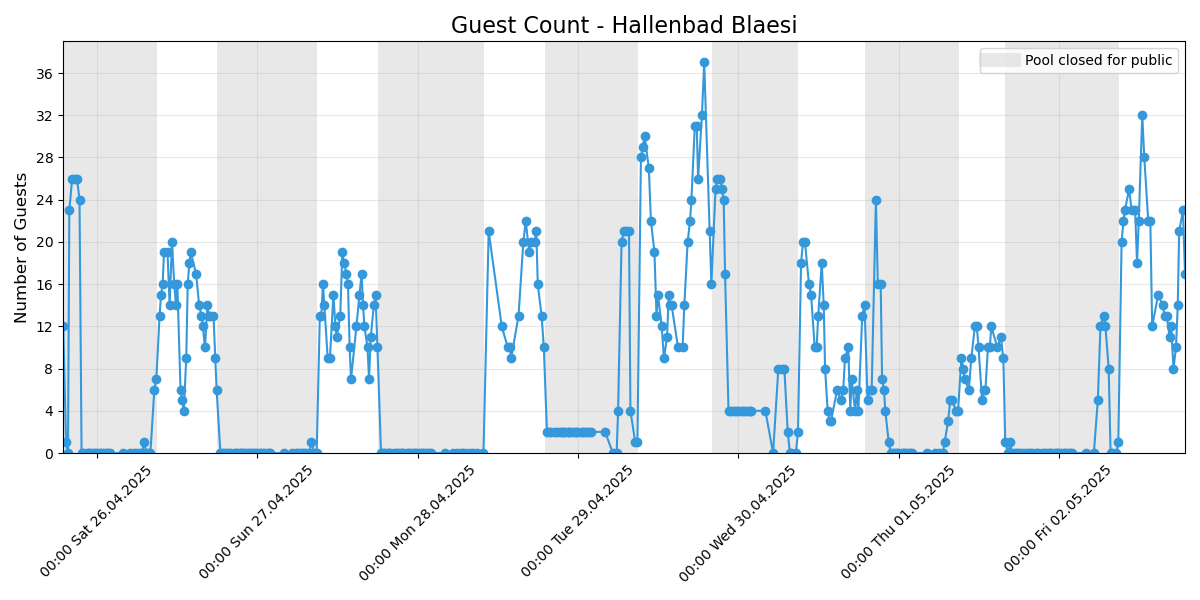 Guest Count - Hallenbad Blaesi
Pool closed for public
Number of Guests
36
32
28
24
20
16
12
8
4
0
00:00 Sat 26.04.2025
00:00 Sun 27.04.2025
00:00 Mon 28.04.2025
00:00 Tue 29.04.2025
00:00 Wed 30.04.2025
00:00 Thu 01.05.2025
00:00 Fri 02.05.2025